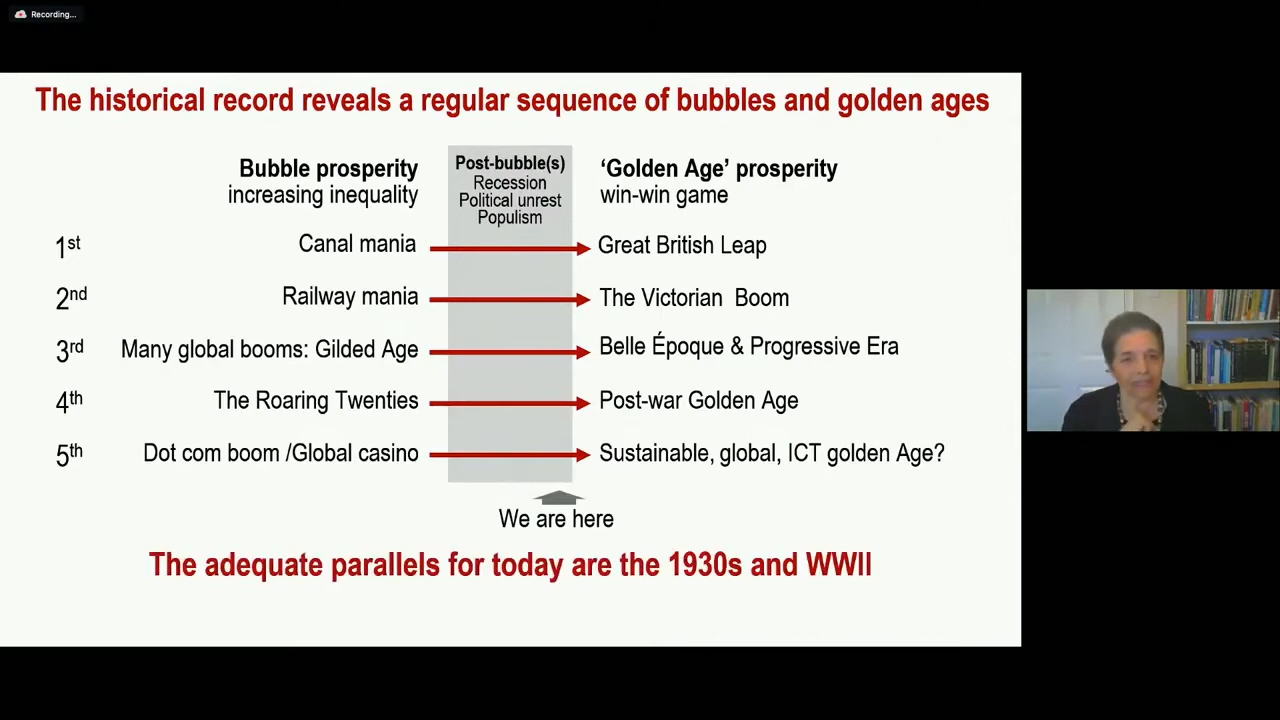 Recording...
The historical record reveals a regular sequence of bubbles and golden ages
Bubble prosperity
increasing inequality
Post-bubble(s)
Recession
Political unrest
Populism
‘Golden Age’ prosperity
win-win game
1st
Canal mania
Great British Leap
2nd
Railway mania
The Victorian Boom
3rd
Many global booms: Gilded Age
Belle Époque & Progressive Era
4th
The Roaring Twenties
Post-war Golden Age
5th
Dot com boom /Global casino
Sustainable, global, ICT golden Age?
We are here
The adequate parallels for today are the 1930s and WWII